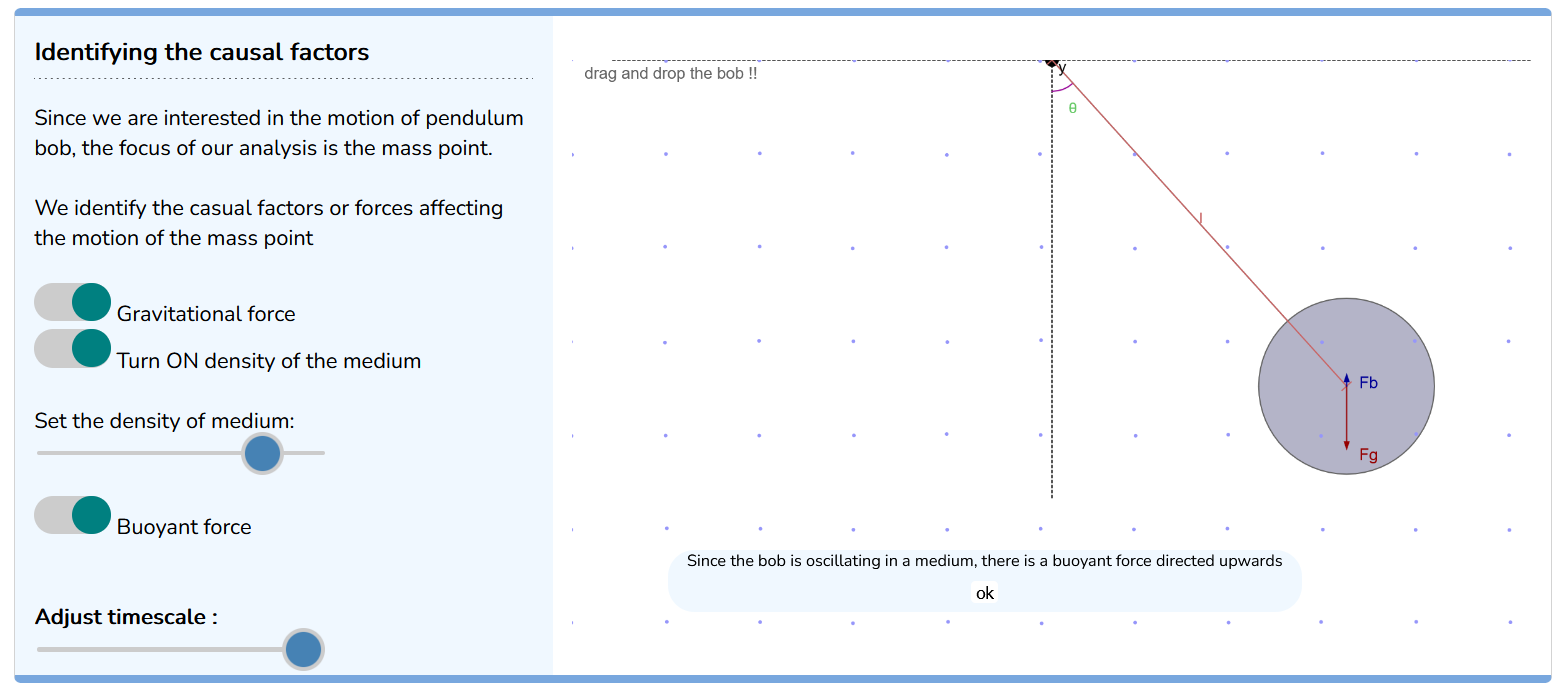 Identifying the causal factors
Since we are interested in the motion of pendulum
bob, the focus of our analysis is the mass point.
We identify the casual factors or forces affecting
the motion of the mass point
Gravitational force
Turn ON density of the medium
Set the density of medium:
Buoyant force
Adjust timescale :
drag and drop the bob !!
y
θ
l
Fb
Fg
Since the bob is oscillating in a medium, there is a buoyant force directed upwards
ok